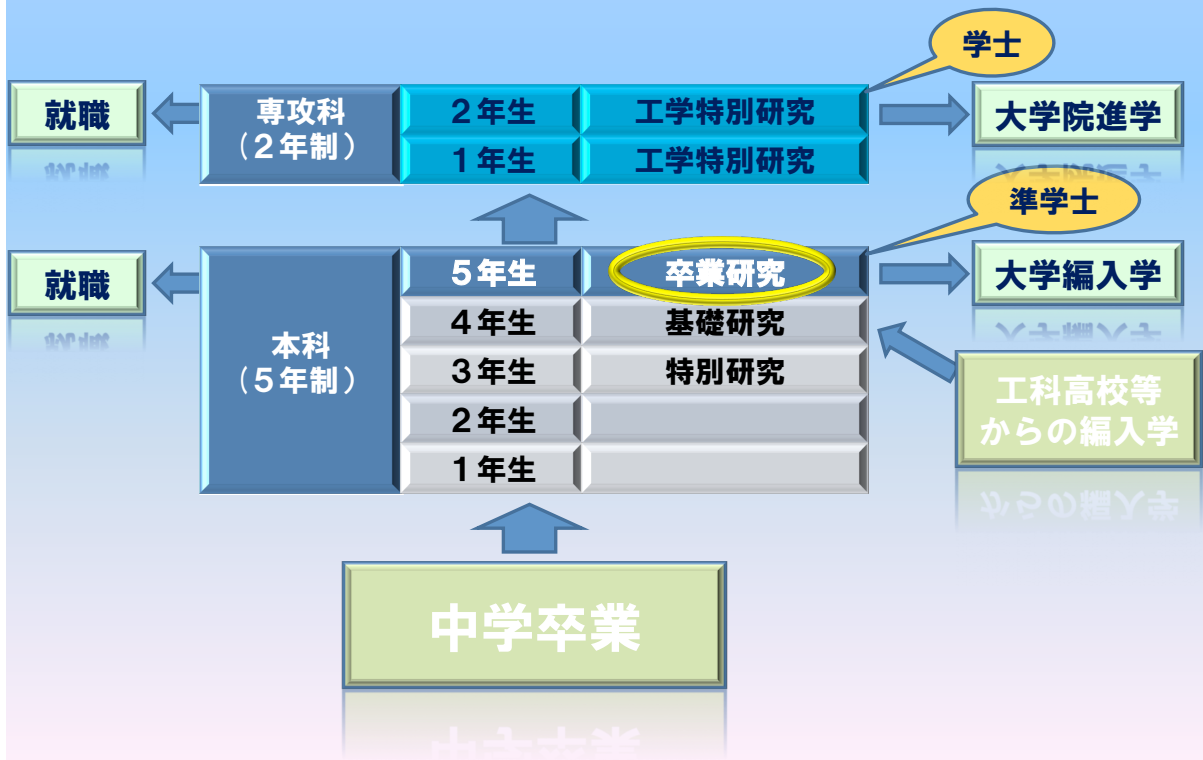 学士
就職
専攻科
（２年制）
２年生
工学特別研究
大学院進学
１年生
工学特別研究
準学士
就職
本科
（５年制）
５年生
卒業研究
大学編入学
４年生
基礎研究
３年生
特別研究
２年生
１年生
工科高校等
からの編入学
中学卒業